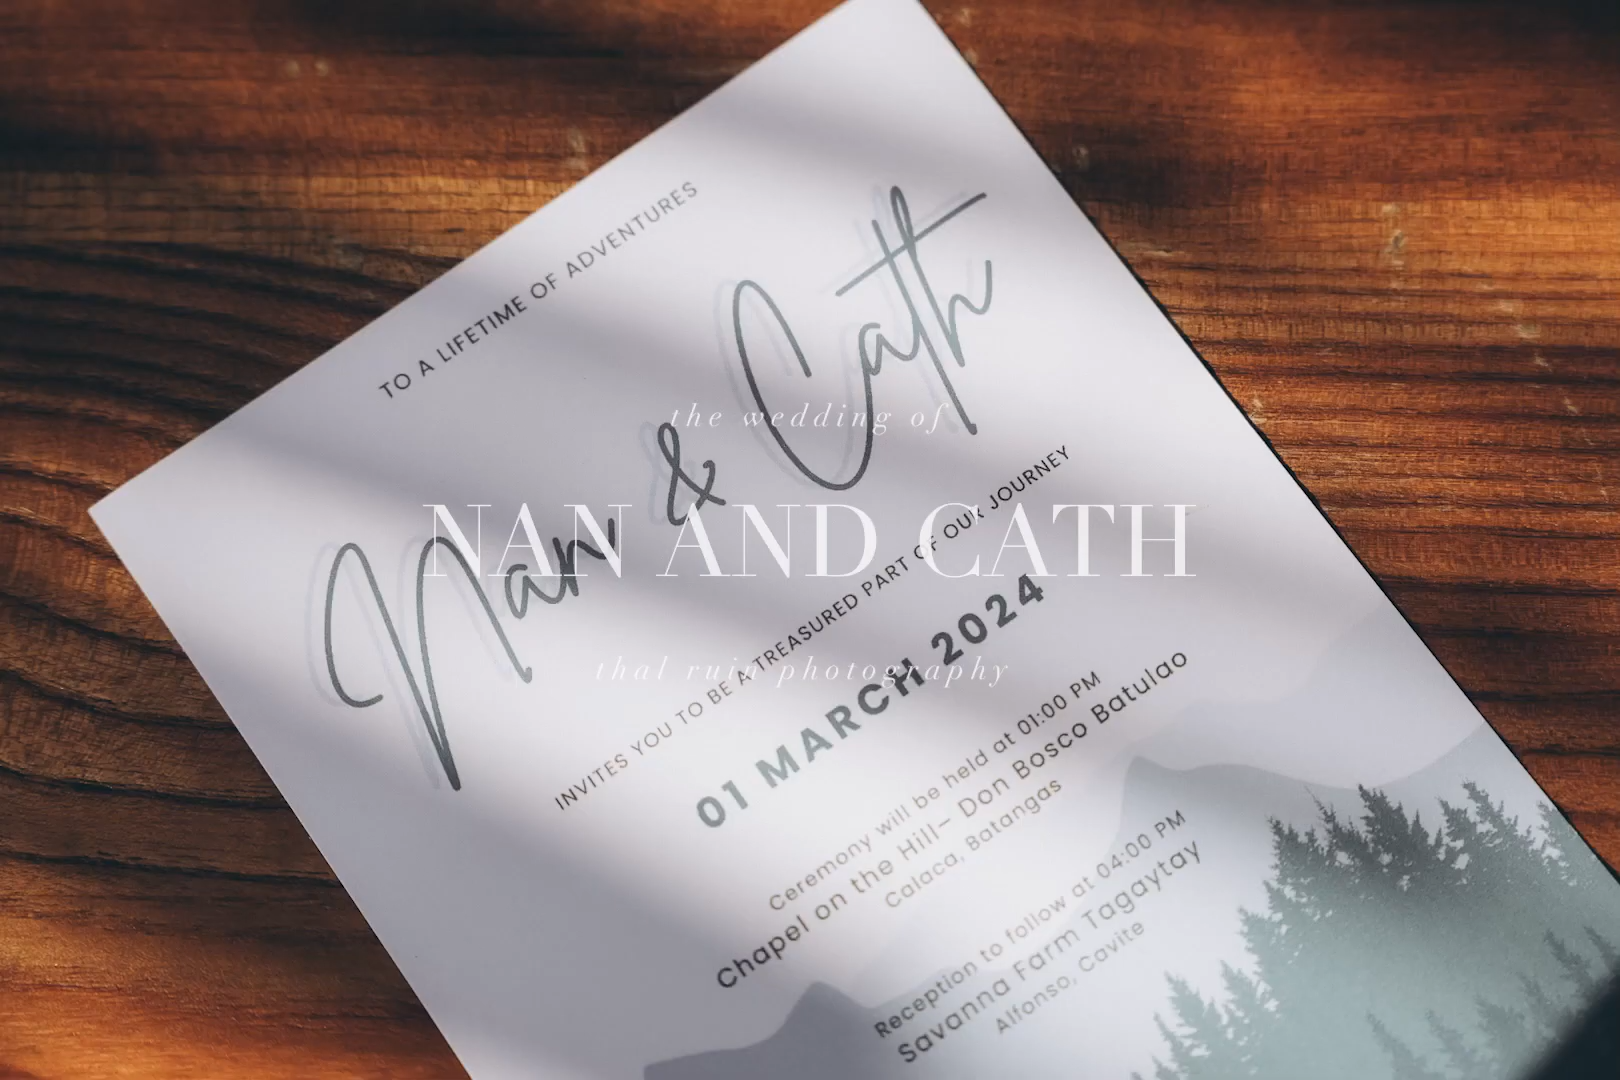 TO A LIFETIME OF ADVENTURES
Nan & Cath
INVITES YOU TO BE A TREASURED PART OF OUR JOURNEY
01 MARCH 2024
Ceremony will be held at 01:00 PM
Chapel on the Hill– Don Bosco Batulao
Calaca, Batangas
Reception to follow at 04:00 PM
Savanna Farm Tagaytay
Alfonso, Cavite
the wedding of
NAN AND CATH
thal ruin photography